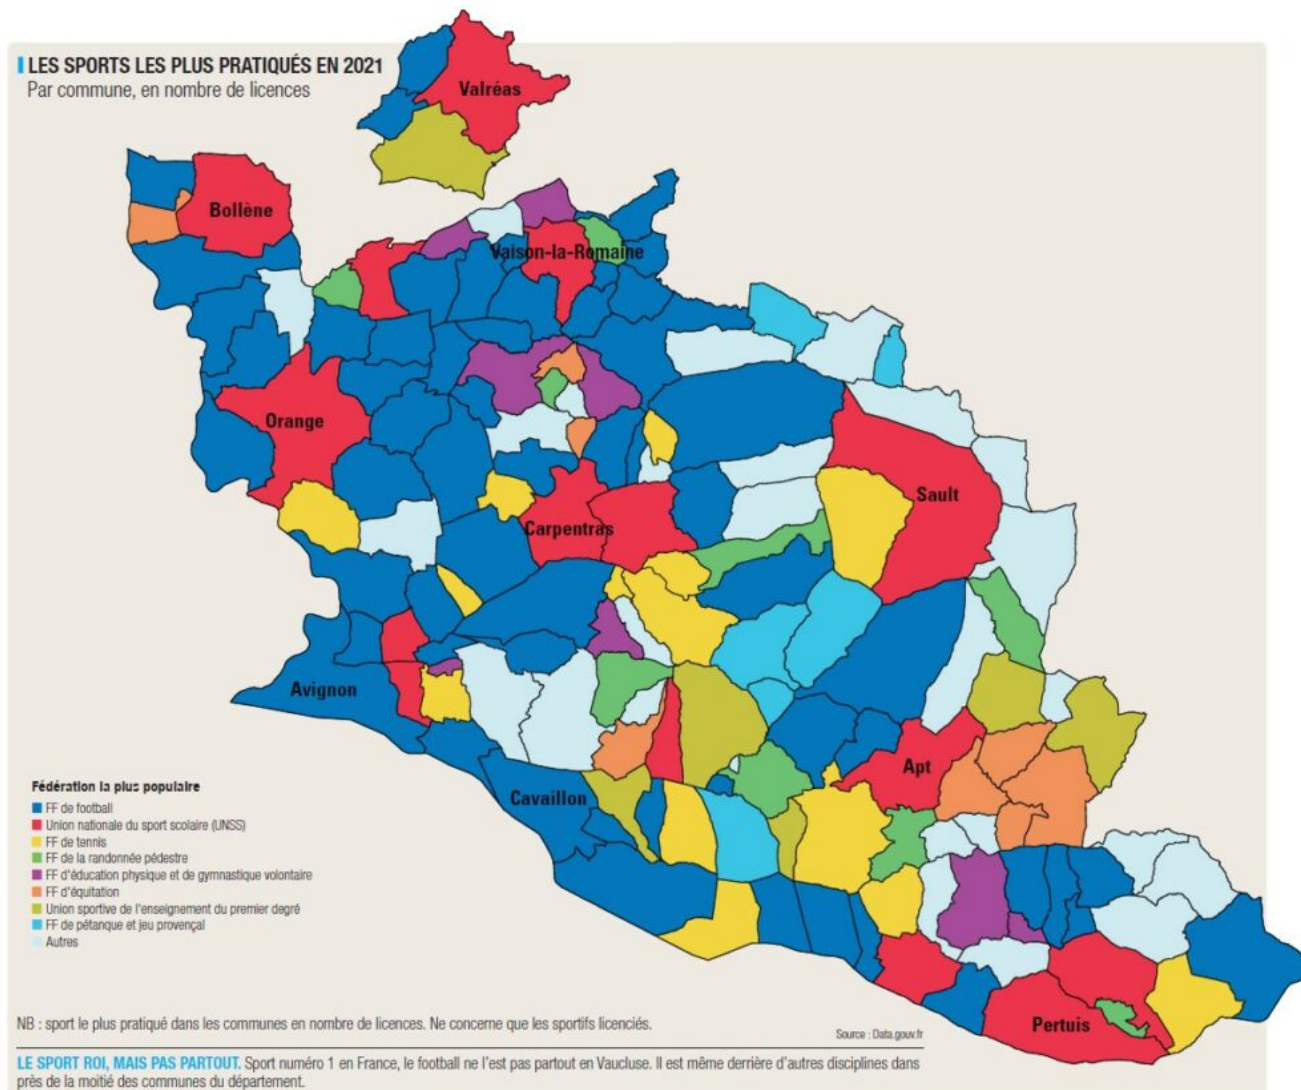 LES SPORTS LES PLUS PRATIQUÉS EN 2021
Par commune, en nombre de licences
Valréas
Bollène
Vaison-la-Romaine
Orange
Sault
Carpentras
Avignon
Apt
Cavaillon
Pertuis
Fédération la plus populaire
FF de football
Union nationale du sport scolaire (UNSS)
FF de tennis
FF de la randonnée pédestre
FF d'éducation physique et de gymnastique volontaire
FF d'équitation
Union sportive de l'enseignement du premier degré
FF de pétanque et jeu provençal
Autres
NB : sport le plus pratiqué dans les communes en nombre de licences. Ne concerne que les sportifs licenciés.
Source : Data.gouv.fr
LE SPORT ROI, MAIS PAS PARTOUT. Sport numéro 1 en France, le football ne l'est pas partout en Vaucluse. Il est même derrière d'autres disciplines dans
près de la moitié des communes du département.